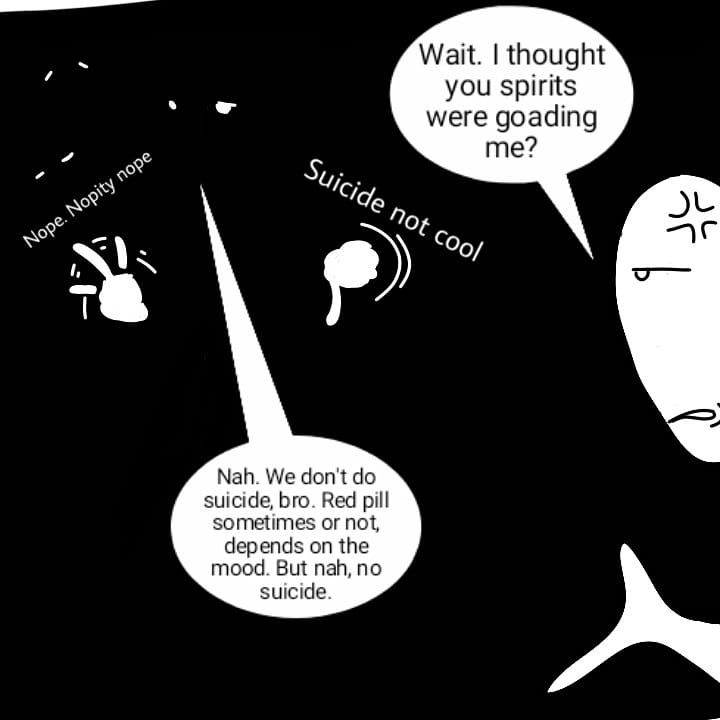 Wait. I thought
you spirits
were goading
me?
Nope. Nopity nope
Suicide not cool
Nah. We don't do
suicide, bro. Red pill
sometimes or not,
depends on the
mood. But nah, no
suicide.